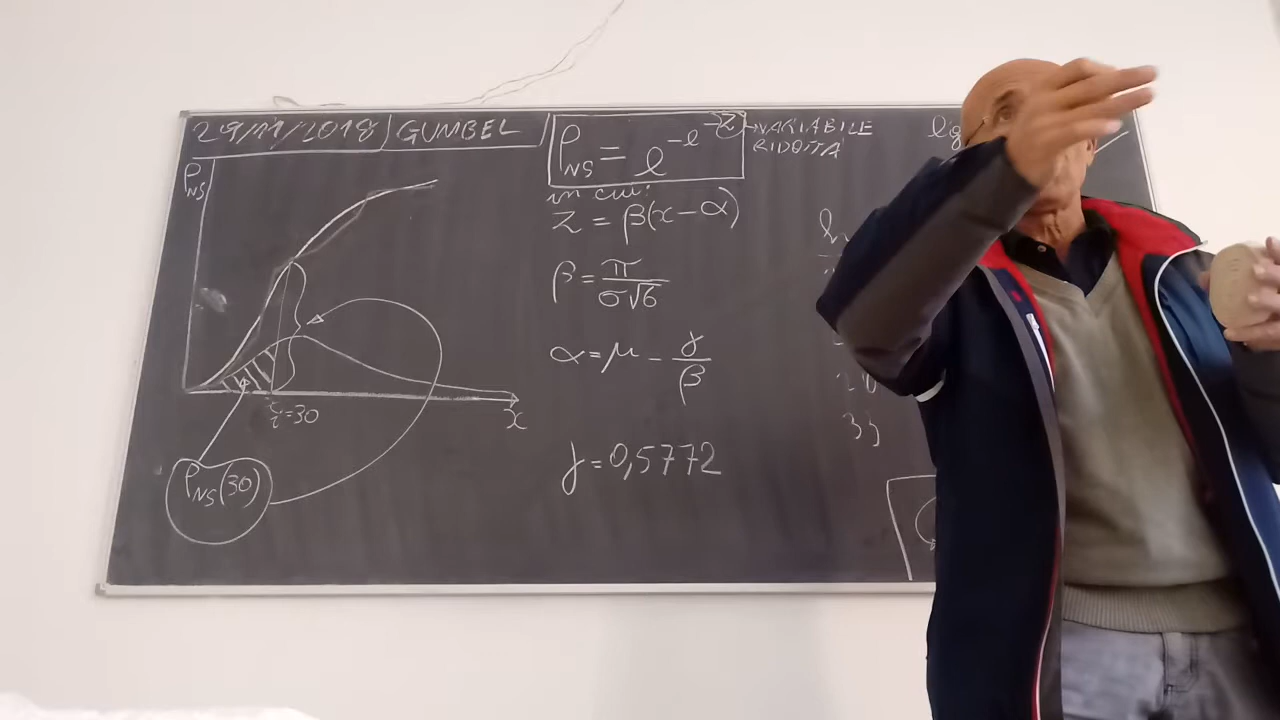 29/11/2018 GUMBEL
P_NS
x
i=30
P_NS(30)
P_NS = e^-e^-z
VARIABILE
RIDOTTA
in cui:
z = β(x-α)
β = π/σ√6
α = μ - γ/β
γ = 0,5772